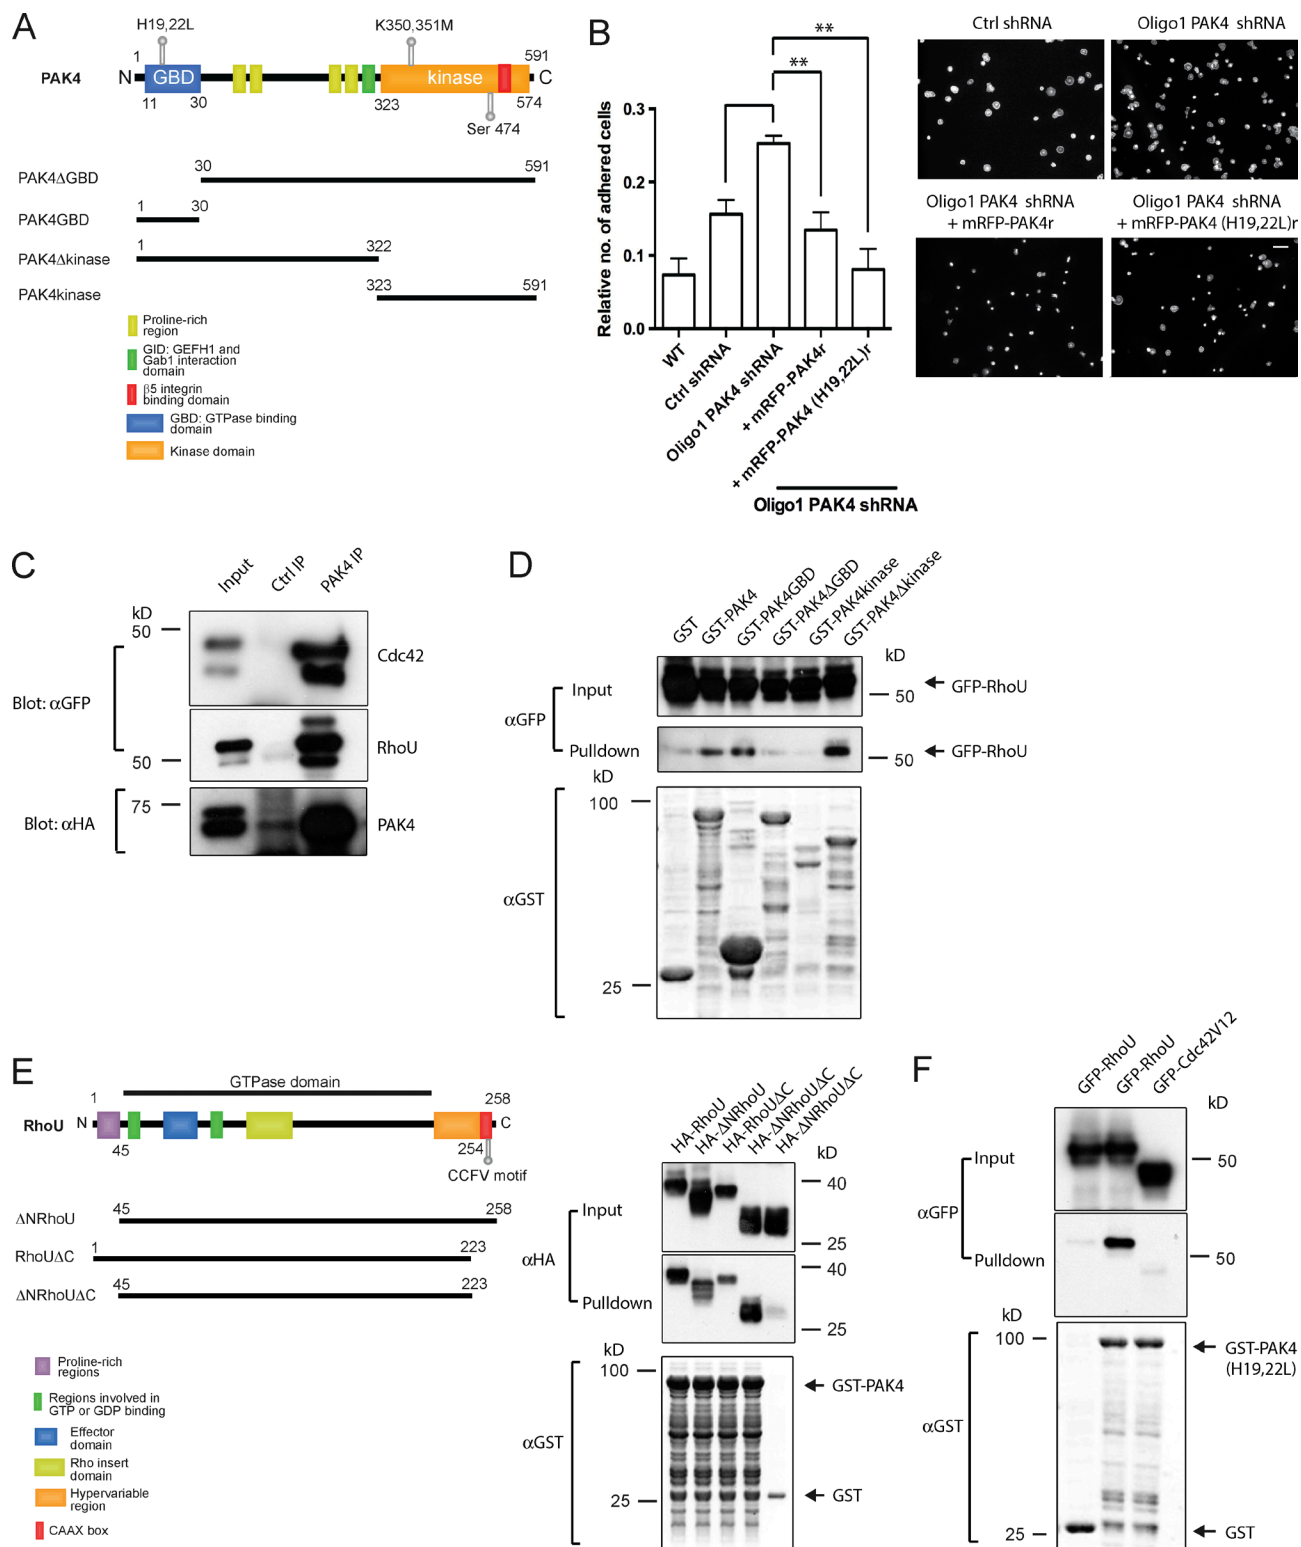 A
H19,22L
K350,351M
1
591
PAK4
N
GBD
kinase
C
11
30
323
574
Ser 474
PAK4ΔGBD
30
591
PAK4GBD
1
30
PAK4Δkinase
1
322
PAK4kinase
323
591
Proline-rich
region
GID: GEFH1 and
Gab1 interaction
domain
β5 integrin
binding domain
GBD: GTPase binding
domain
Kinase domain
B
**
**
Relative no. of adhered cells
0.3
0.2
0.1
0.0
WT
Ctrl shRNA
Oligo1 PAK4 shRNA
+ mRFP-PAK4r
+ mRFP-PAK4 (H19,22L)r
Oligo1 PAK4 shRNA
Ctrl shRNA
Oligo1 PAK4 shRNA
Oligo1 PAK4 shRNA
+ mRFP-PAK4r
Oligo1 PAK4 shRNA
+ mRFP-PAK4 (H19,22L)r
C
Input
Ctrl IP
PAK4 IP
kD
50
Cdc42
Blot: αGFP
RhoU
50
75
Blot: αHA
PAK4
D
GST
GST-PAK4
GST-PAK4GBD
GST-PAK4ΔGBD
GST-PAK4kinase
GST-PAK4Δkinase
kD
Input
50
GFP-RhoU
αGFP
Pulldown
50
GFP-RhoU
kD
100
αGST
25
E
1
GTPase domain
258
RhoU
N
C
45
254
CCFV motif
ΔNRhoU
45
258
RhoUΔC
1
223
ΔNRhoUΔC
45
223
Proline-rich
regions
Regions involved in
GTP or GDP binding
Effector
domain
Rho insert
domain
Hypervariable
region
CAAX box
HA-RhoU
HA-ΔNRhoU
HA-RhoUΔC
HA-ΔNRhoUΔC
HA-ΔNRhoUΔC
kD
Input
40
25
αHA
Pulldown
40
25
kD
100
GST-PAK4
αGST
25
GST
F
GFP-RhoU
GFP-RhoU
GFP-Cdc42V12
kD
Input
50
αGFP
Pulldown
50
kD
100
GST-PAK4
(H19,22L)
αGST
25
GST